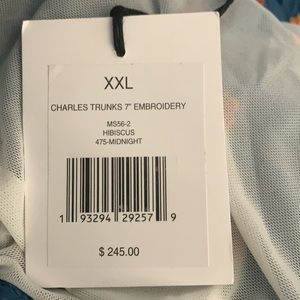 XXL
CHARLES TRUNKS 7" EMBROIDERY
MS56-2
HIBISCUS
475-MIDNIGHT
1 93294 29257 9
$ 245.00